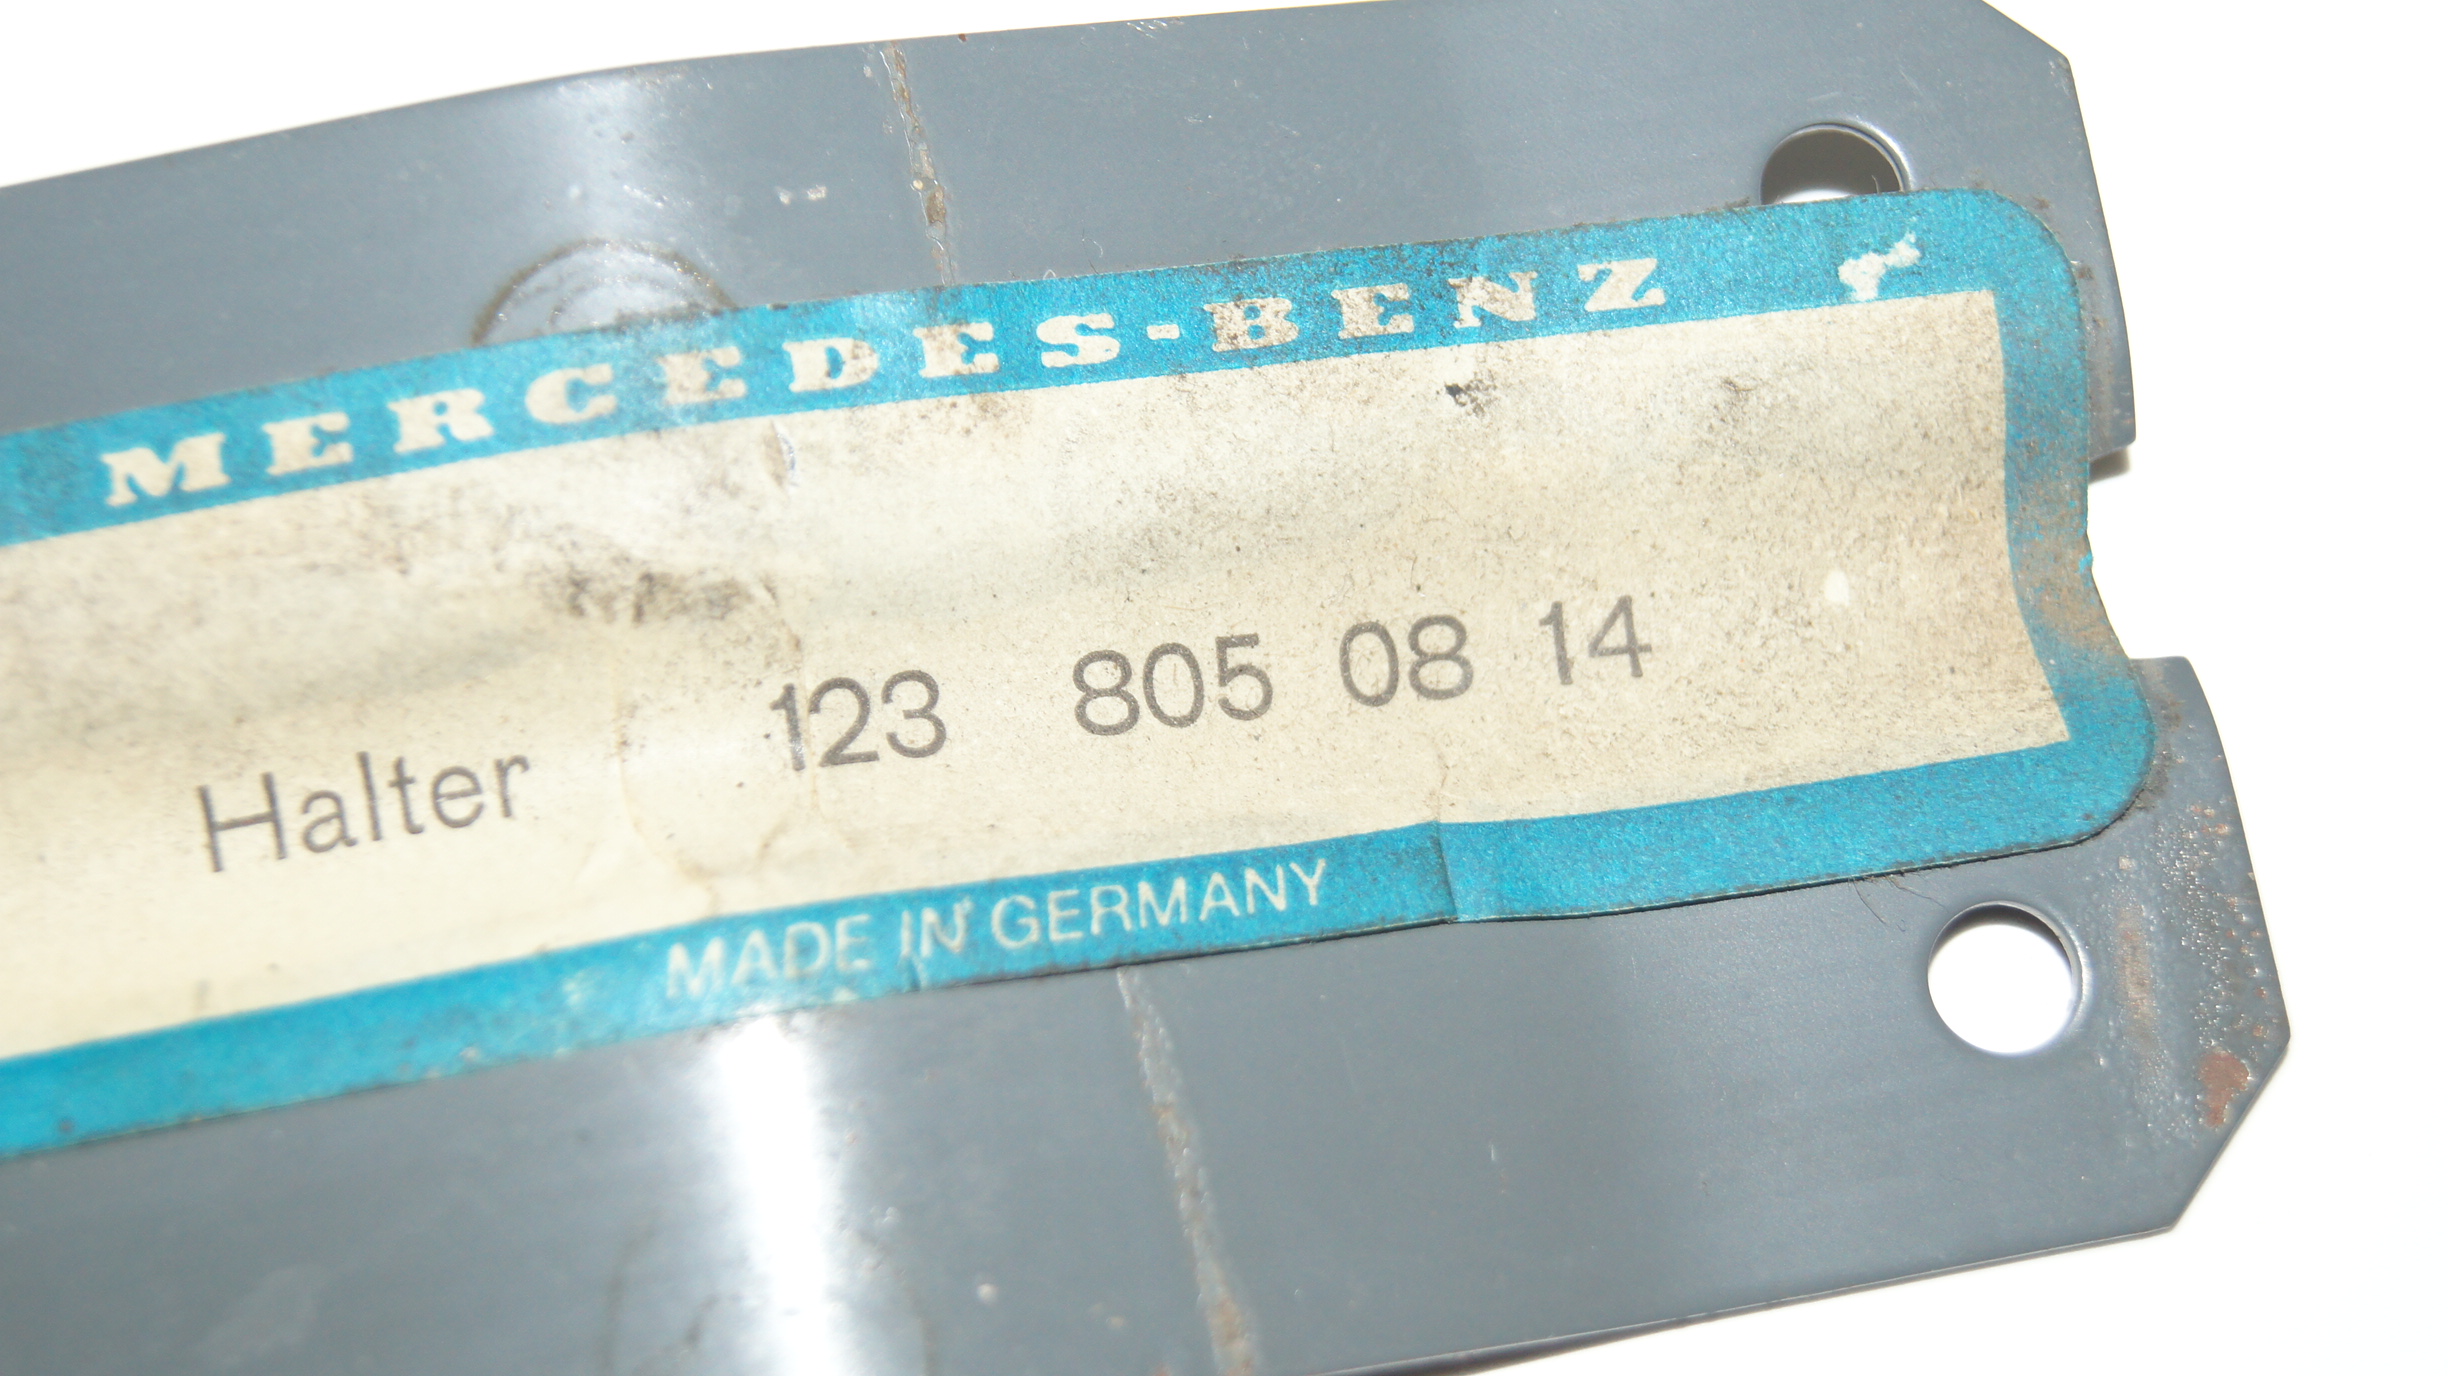 MERCEDES-BENZ
Halter 123 805 08 14
MADE IN GERMANY